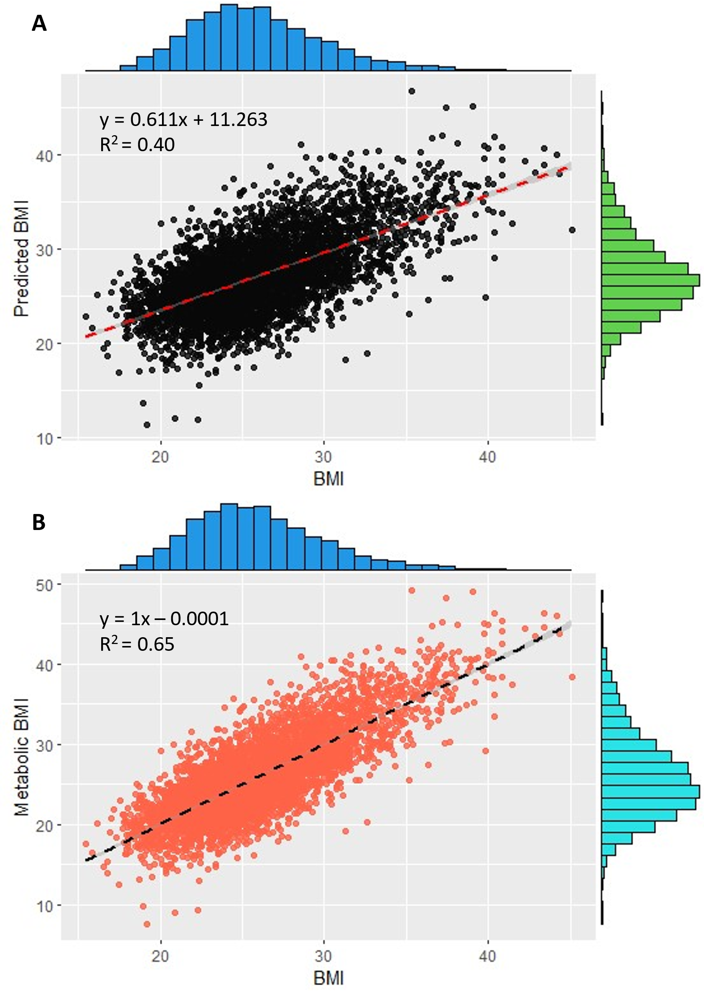 A
y = 0.611x + 11.263
R² = 0.40
40
30
20
10
Predicted BMI
20 30 40
BMI
B
50
y = 1x – 0.0001
R² = 0.65
40
30
20
10
Metabolic BMI
20 30 40
BMI